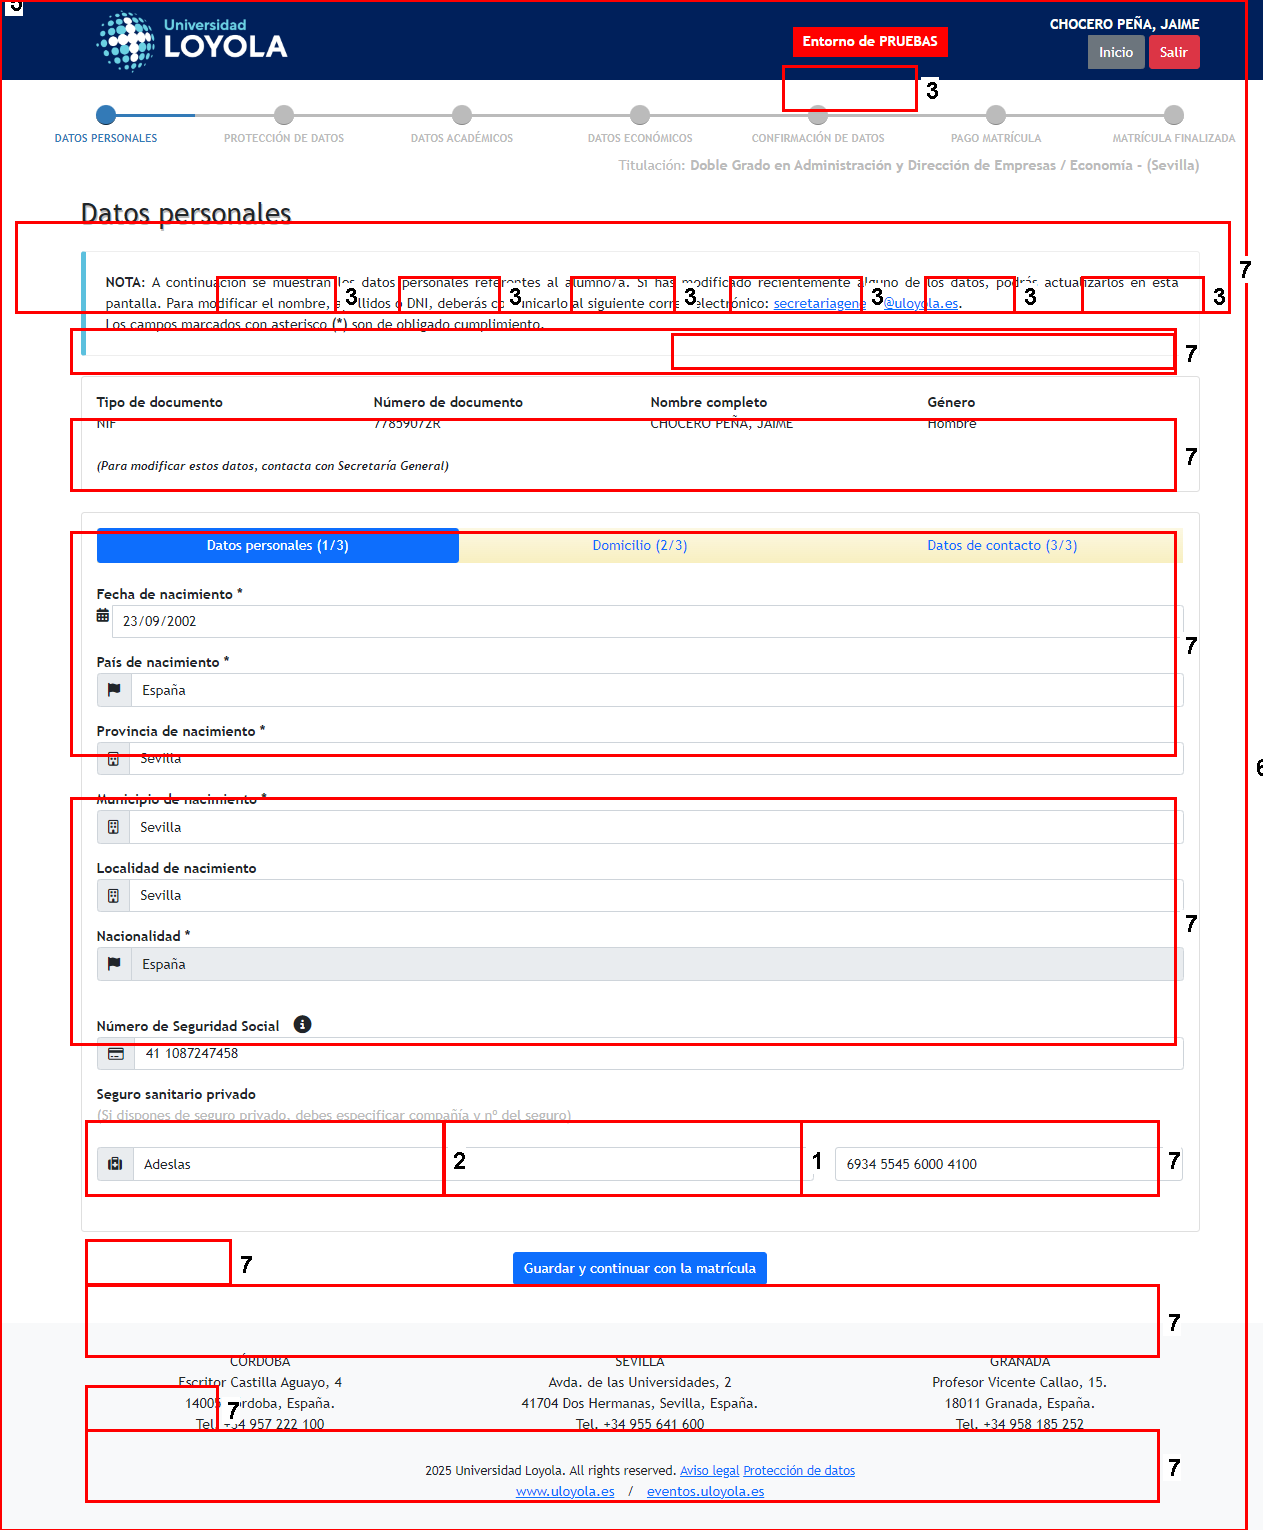 5
Universidad
LOYOLA
Entorno de PRUEBAS
CHOCERO PEÑA, JAIME
Inicio
Salir
3
DATOS PERSONALES
PROTECCIÓN DE DATOS
DATOS ACADÉMICOS
DATOS ECONÓMICOS
CONFIRMACIÓN DE DATOS
PAGO MATRÍCULA
MATRÍCULA FINALIZADA
Titulación: Doble Grado en Administración y Dirección de Empresas / Economía - (Sevilla)
Datos personales
7
NOTA: A continuación se muestran los datos personales referentes al alumno/a. Si has modificado recientemente alguno de los datos, podrás actualizarlos en esta
3 3 3 3 3 3
pantalla. Para modificar el nombre, apellidos o DNI, deberás comunicarlo al siguiente correo electrónico: secretariagene @uloyola.es.
Los campos marcados con asterisco (*) son de obligado cumplimiento.
7
Tipo de documento
Número de documento
Nombre completo
Género
NIF
77859072R
CHOCERO PEÑA, JAIME
Hombre
7
(Para modificar estos datos, contacta con Secretaría General)
Datos personales (1/3)
Domicilio (2/3)
Datos de contacto (3/3)
Fecha de nacimiento *
23/09/2002
7
País de nacimiento *
España
Provincia de nacimiento *
Sevilla
6
Municipio de nacimiento *
Sevilla
Localidad de nacimiento
Sevilla
7
Nacionalidad *
España
Número de Seguridad Social
41 1087247458
Seguro sanitario privado
(Si dispones de seguro privado, debes especificar compañía y nº del seguro)
Adeslas
2
1
6934 5545 6000 4100
7
7
Guardar y continuar con la matrícula
7
CÓRDOBA
Escritor Castilla Aguayo, 4
14005 Córdoba, España.
Tel. +34 957 222 100
SEVILLA
Avda. de las Universidades, 2
41704 Dos Hermanas, Sevilla, España.
Tel. +34 955 641 600
GRANADA
Profesor Vicente Callao, 15.
18011 Granada, España.
Tel. +34 958 185 252
7
2025 Universidad Loyola. All rights reserved. Aviso legal Protección de datos
7
www.uloyola.es / eventos.uloyola.es